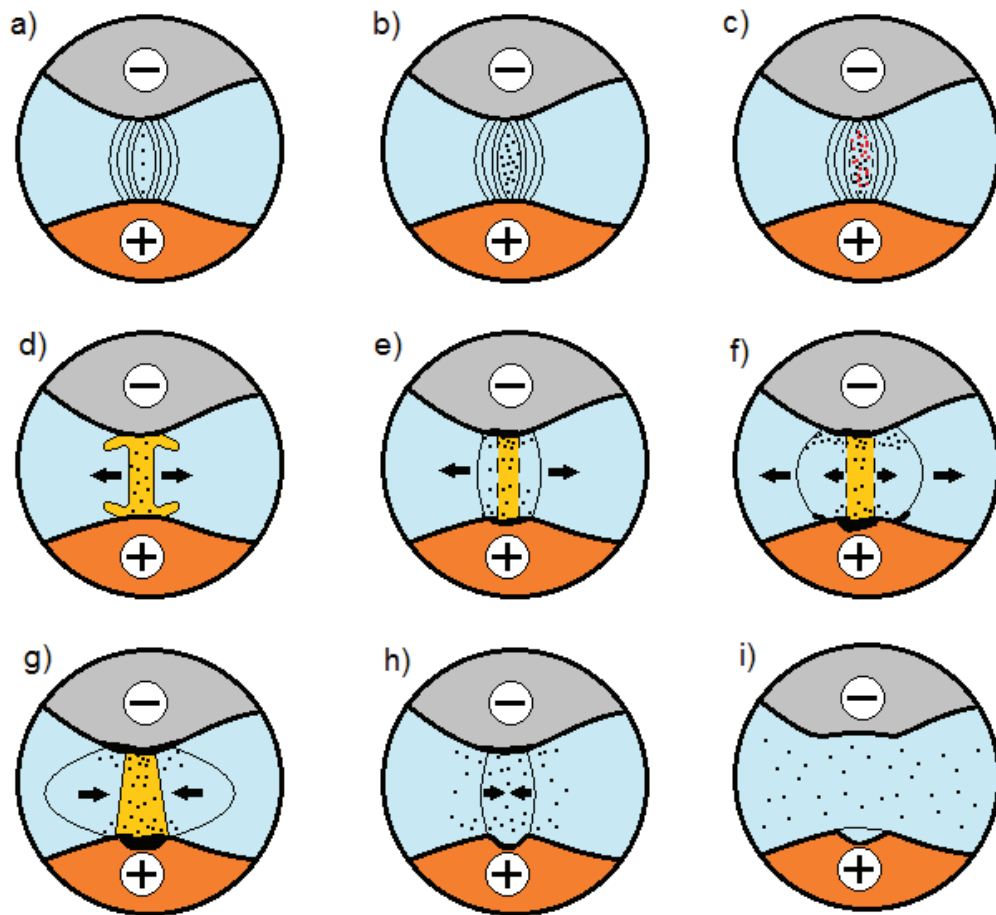 a) b) c)
− − −
+ + +
d) e) f)
− − −
+ + +
g) h) i)
− − −
+ + +